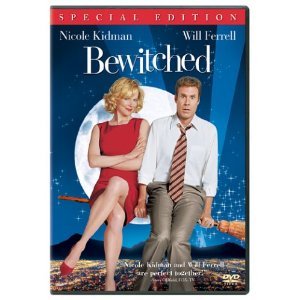 SPECIAL EDITION
Nicole Kidman Will Ferrell
Bewitched
Nicole Kidman and Will Ferrell
are perfect together.
DVD